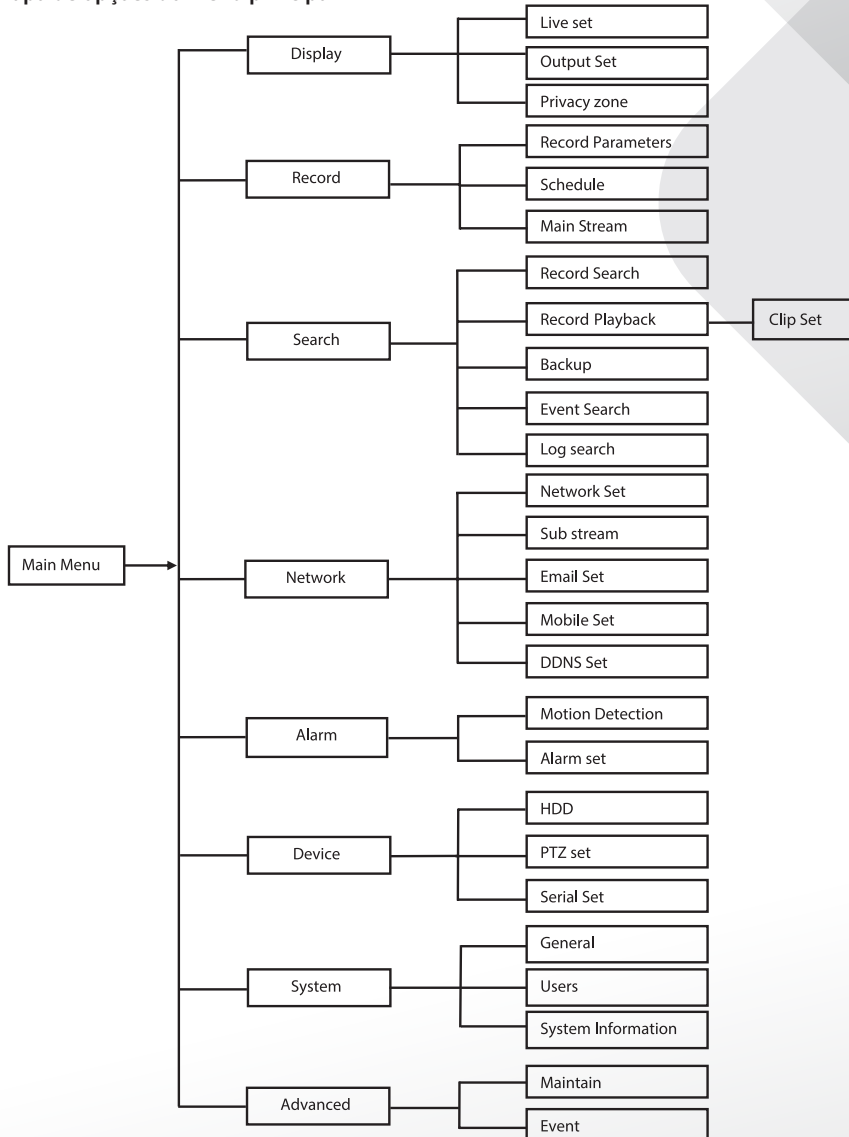 Live set
Display
Output Set
Privacy zone
Record Parameters
Record
Schedule
Main Stream
Record Search
Record Playback
Clip Set
Search
Backup
Event Search
Log search
Network Set
Sub stream
Main Menu
Network
Email Set
Mobile Set
DDNS Set
Motion Detection
Alarm
Alarm set
HDD
Device
PTZ set
Serial Set
General
System
Users
System Information
Maintain
Advanced
Event